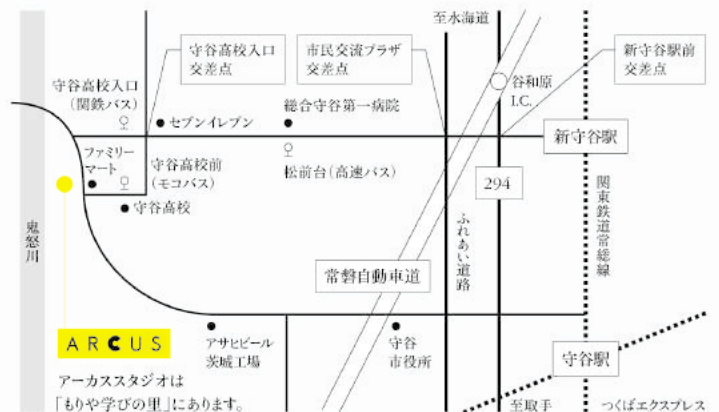 至水海道
守谷高校入口
交差点
市民交流プラザ
交差点
新守谷駅前
交差点
守谷高校入口
(関鉄バス)
谷和原
I.C.
セブンイレブン
総合守谷第一病院
新守谷駅
ファミリー
マート
守谷高校前
(モコバス)
松前台(高速バス)
294
守谷高校
鬼怒川
ふれあい道路
関東鉄道常総線
常磐自動車道
ARCUS
アサヒビール
茨城工場
守谷
市役所
守谷駅
アーカススタジオは
「もりや学びの里」にあります。
至取手
つくばエクスプレス